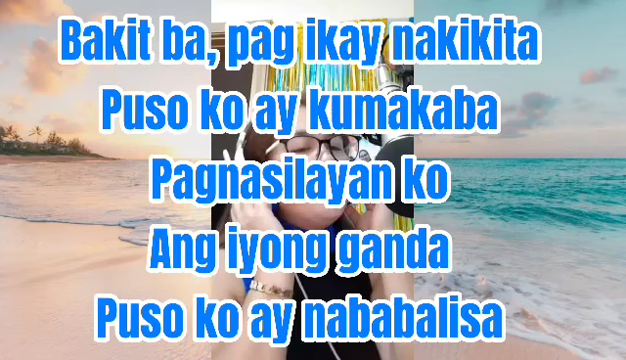 Bakit ba, pag ikay nakikita
Puso ko ay kumakaba
Pagnasilayan ko
Ang iyong ganda
Puso ko ay nababalisa